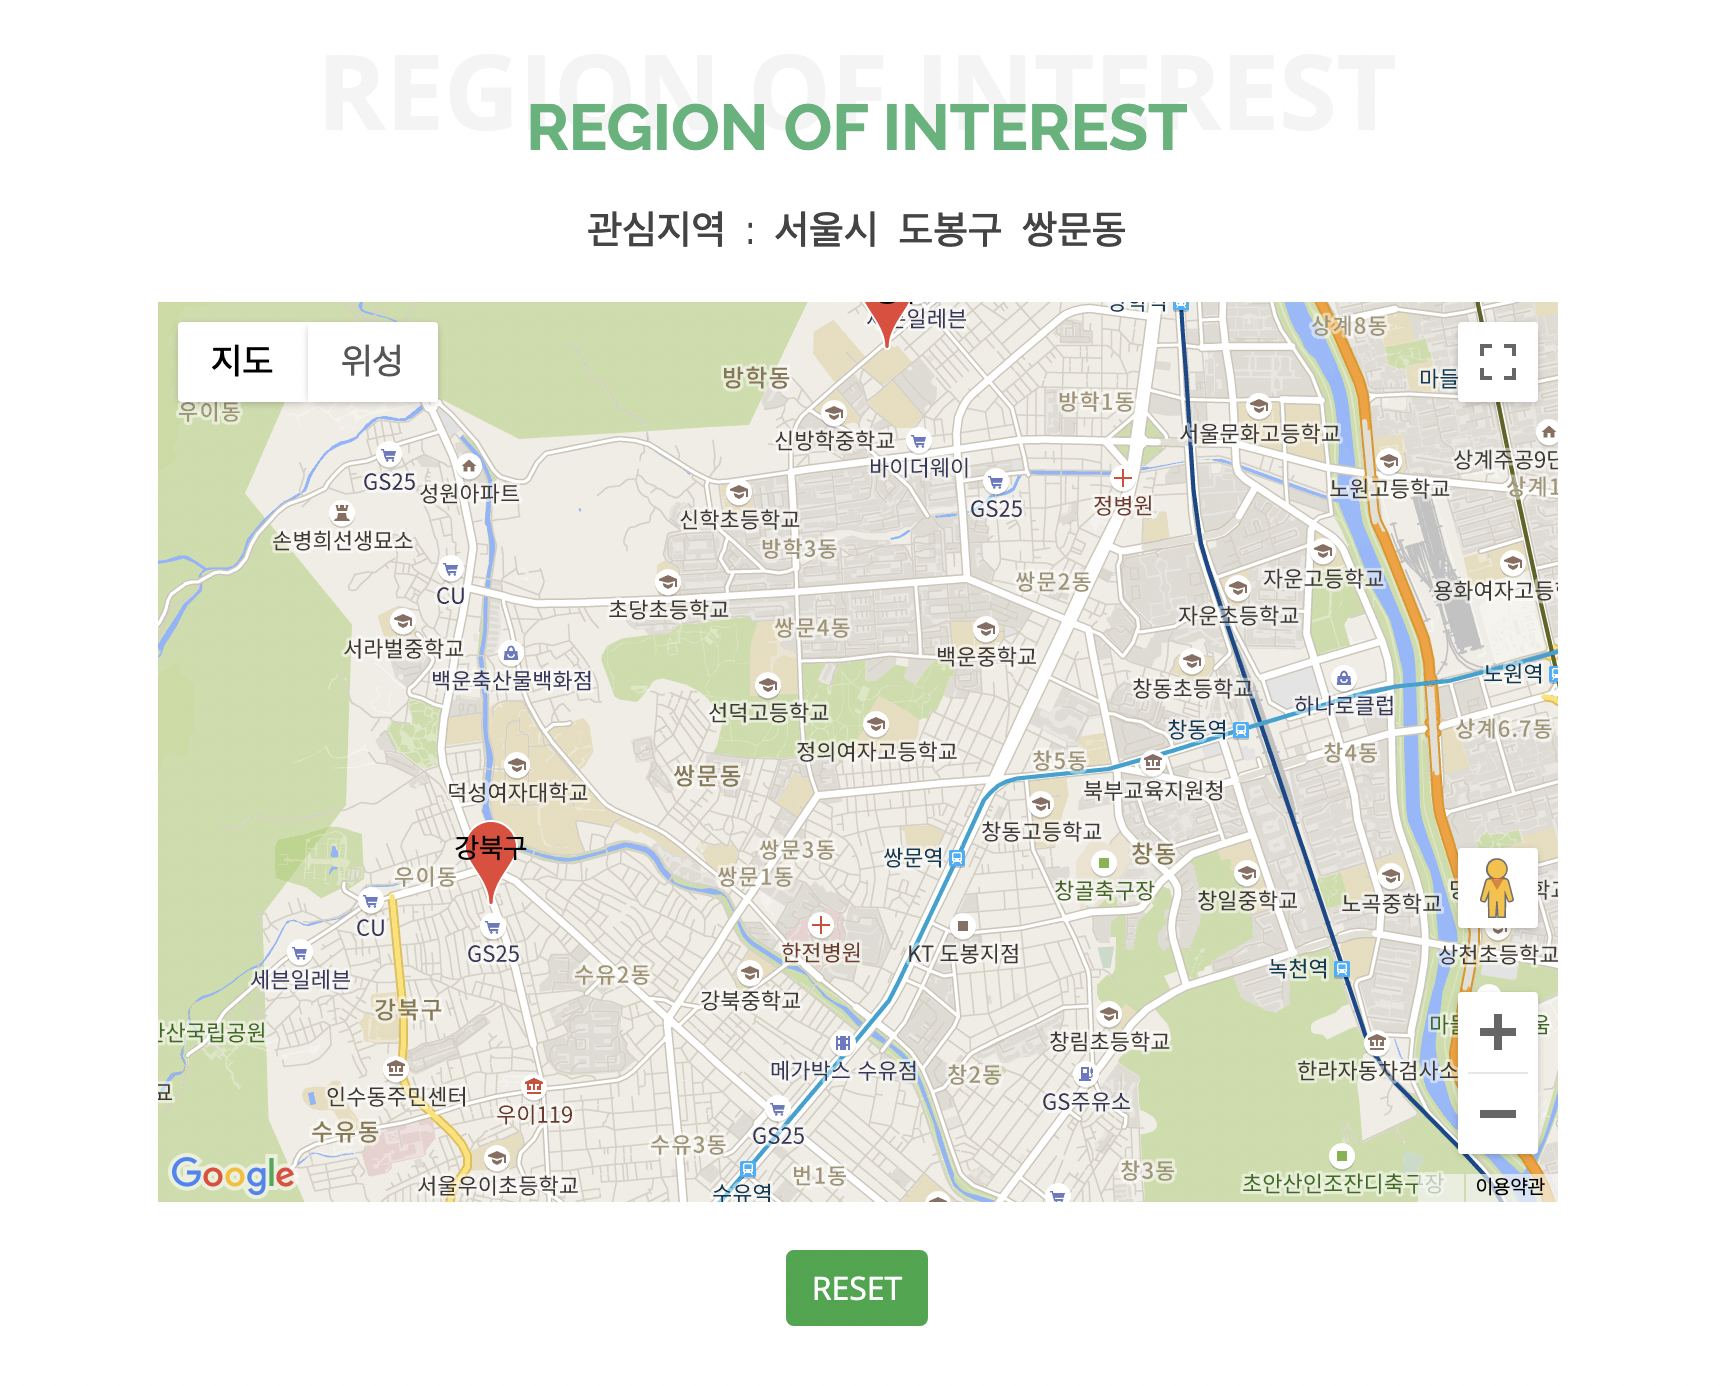 REGION OF INTEREST
REGION OF INTEREST
관심지역 : 서울시 도봉구 쌍문동
지도
위성
세븐일레븐
상계8동
방학동
마들
우이동
방학1동
신방학중학교
서울문화고등학교
바이더웨이
상계주공9단
GS25
성원아파트
노원고등학교
상계1
GS25
정병원
신학초등학교
손병희선생묘소
방학3동
쌍문2동
자운고등학교
용화여자고등학
CU
초당초등학교
자운초등학교
쌍문4동
서라벌중학교
백운중학교
노원역
백운축산물백화점
창동초등학교
하나로클럽
선덕고등학교
창동역
상계6.7동
정의여자고등학교
창5동
창4동
쌍문동
덕성여자대학교
북부교육지원청
창동고등학교
강북구
쌍문3동
쌍문역
창동
우이동
쌍문1동
창골축구장
창일중학교
노곡중학교
CU
GS25
한전병원
KT 도봉지점
상천초등학교
세븐일레븐
수유2동
녹천역
강북중학교
강북구
산국립공원
창림초등학교
메가박스 수유점
창2동
한라자동차검사소
인수동주민센터
GS주유소
우이119
수유동
GS25
수유3동
번1동
창3동
서울우이초등학교
수유역
초안산인조잔디축구장
Google
이용약관
RESET